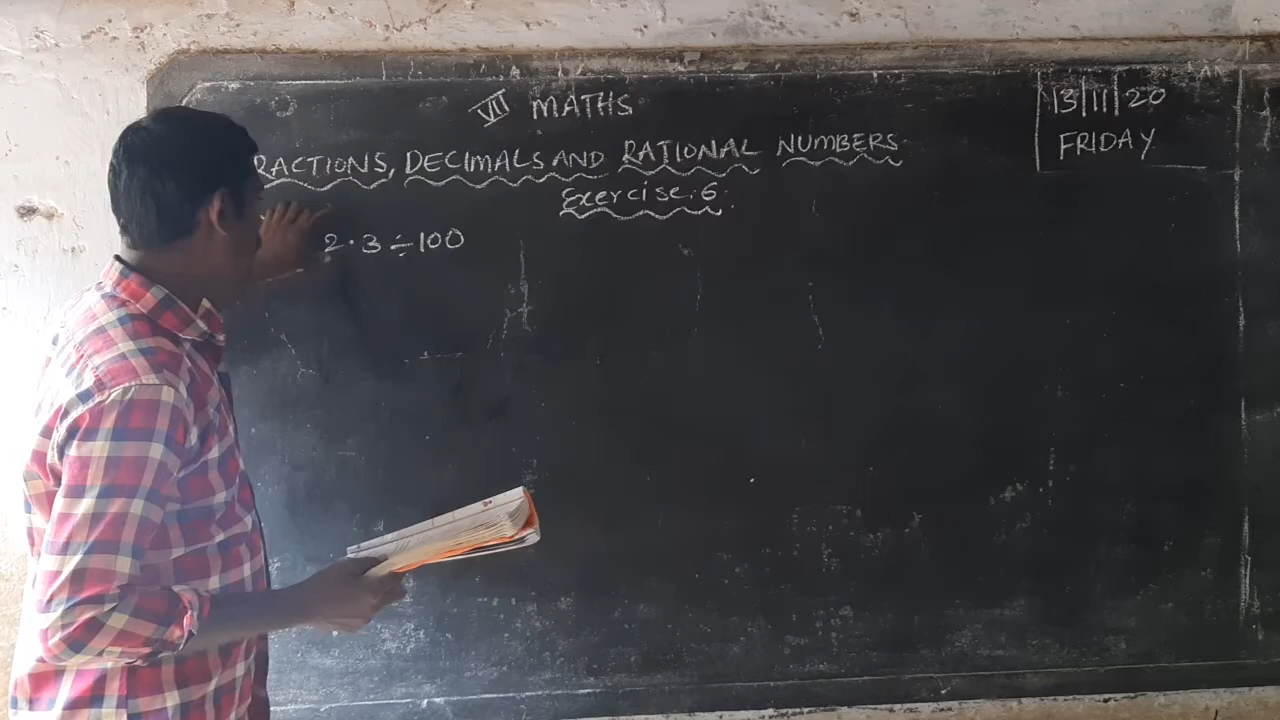 VII MATHS
13/11/20
FRIDAY
RACTIONS, DECIMALS AND RATIONAL NUMBERS
Exercise.6.
2.3 ÷ 100